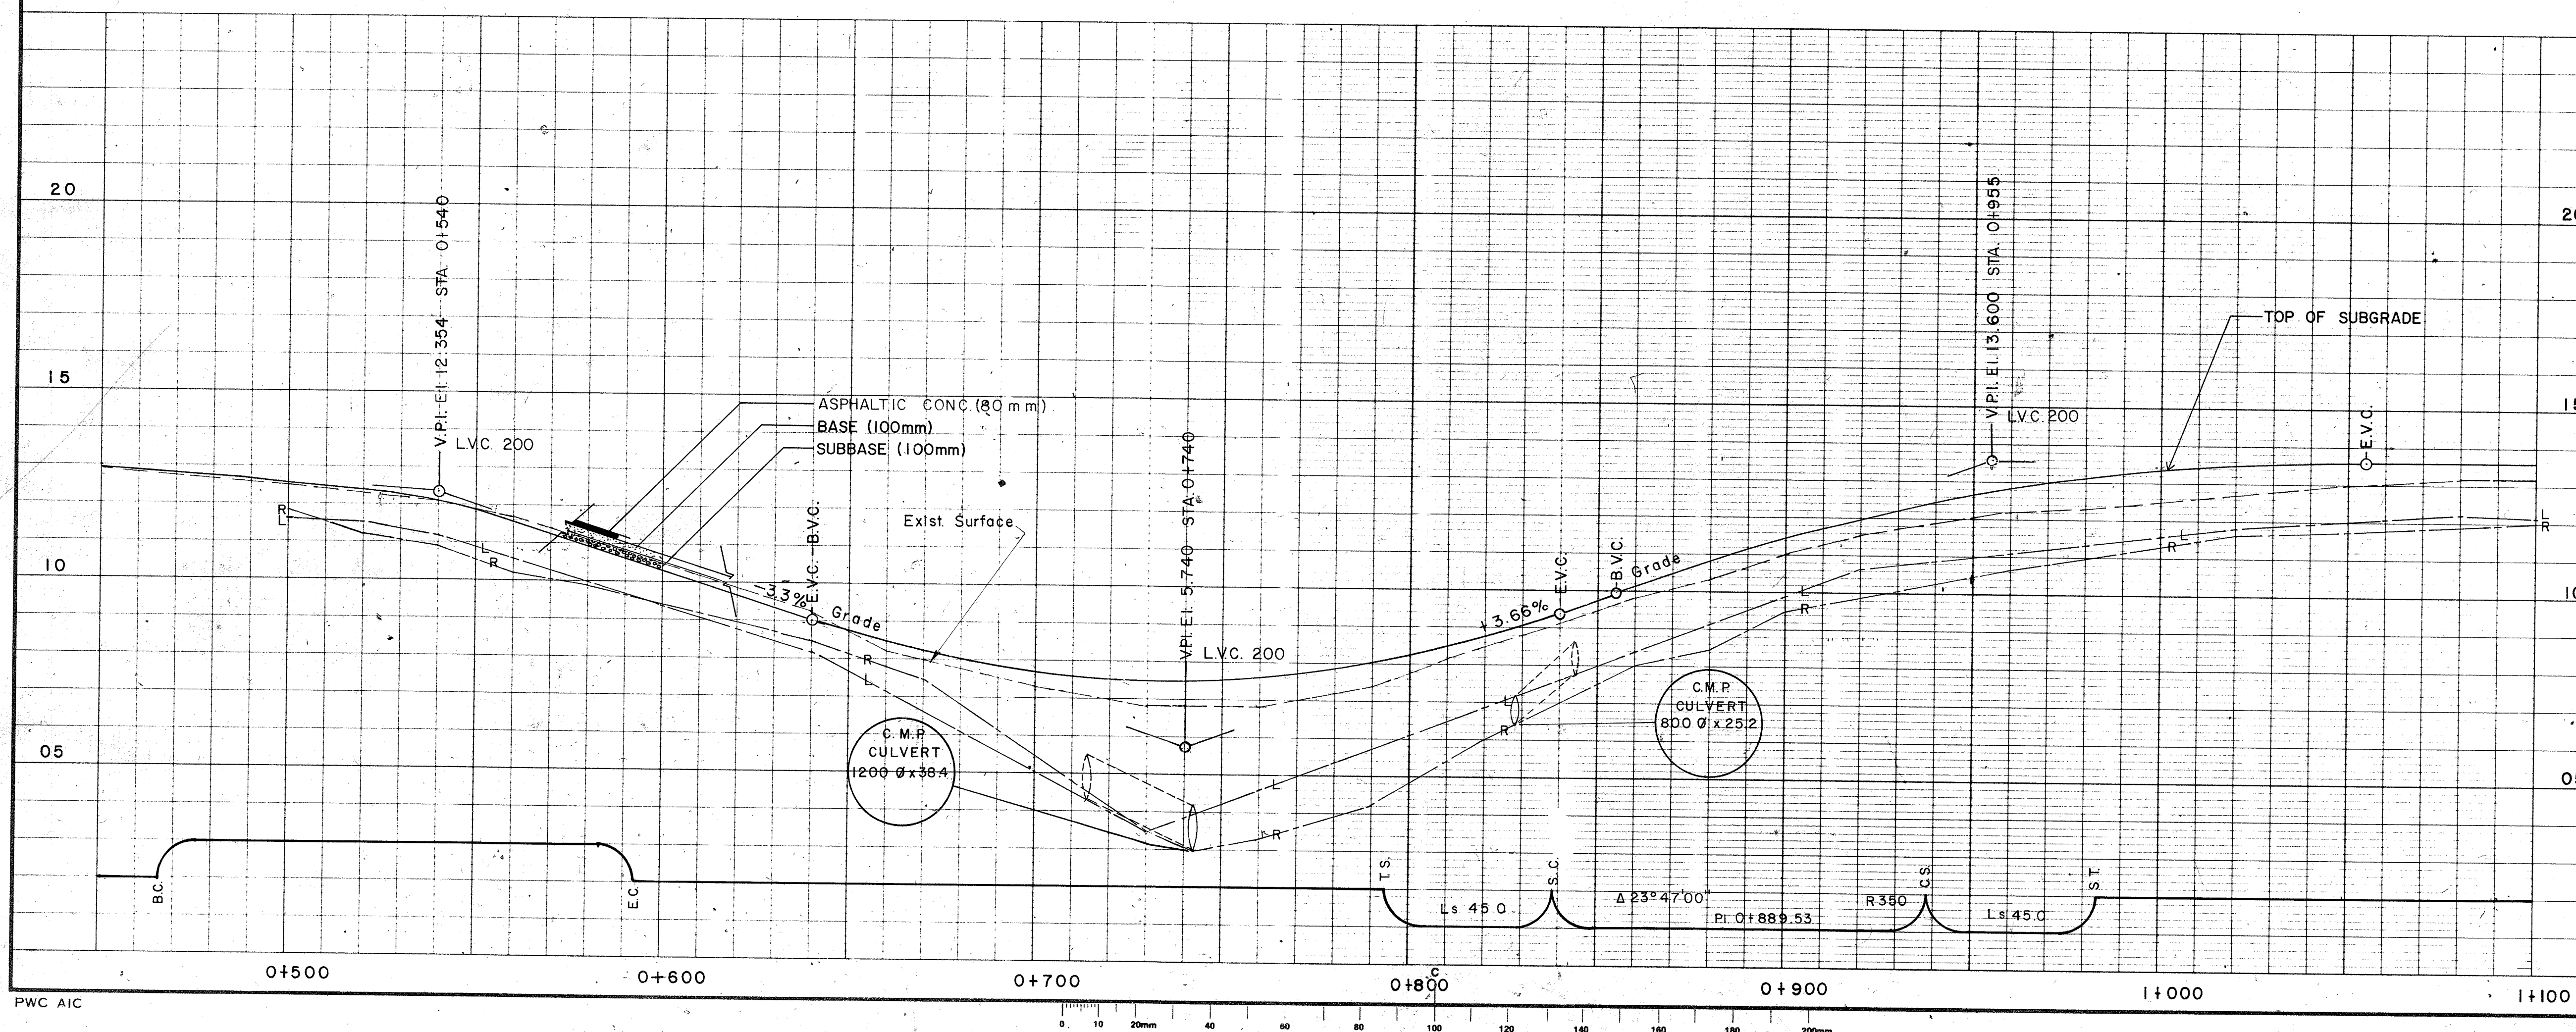 20
15
10
05
V.P.I. El. 12.354 STA. 0+540
L.V.C. 200
ASPHALTIC CONC. (80mm)
BASE (100mm)
SUBBASE (100mm)
-3.3%
E.V.C. - B.V.C.
Grade
Exist. Surface
V.P.I. El. 5.740 STA. 0+740
L.V.C. 200
+3.66%
E.V.C.
B.V.C.
Grade
V.P.I. El. 13.600 STA. 0+955
L.V.C. 200
TOP OF SUBGRADE
E.V.C.
R
L
L
R
R
L
L
R
L
R
L
R
L
R
L
R
C.M.P.
CULVERT
1200 Ø x 38.4
C.M.P.
CULVERT
800 Ø x 25.2
B.C.
E.C.
T.S.
Ls 45.0
S.C.
Δ 23°47'00"
P.I. 0+889.53
R350
C.S.
Ls 45.0
S.T.
0+500
0+600
0+700
0+800
0+900
1+000
1+100
C
PWC AIC
0 10 20mm 40 60 80 100 120 140 160 180 200mm